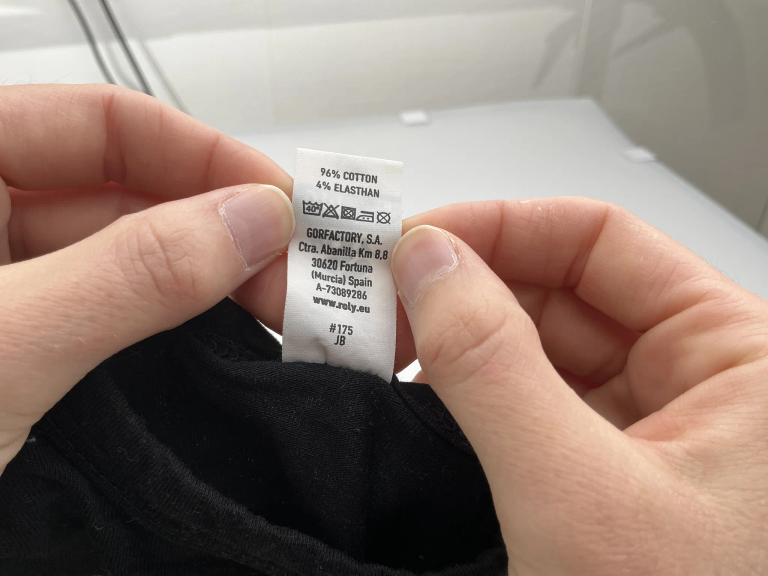 96% COTTON
4% ELASTHAN
40°
GORFACTORY, S.A.
Ctra. Abanilla Km 8,8
30620 Fortuna
(Murcia) Spain
A-73089286
www.roly.eu
#175
JB